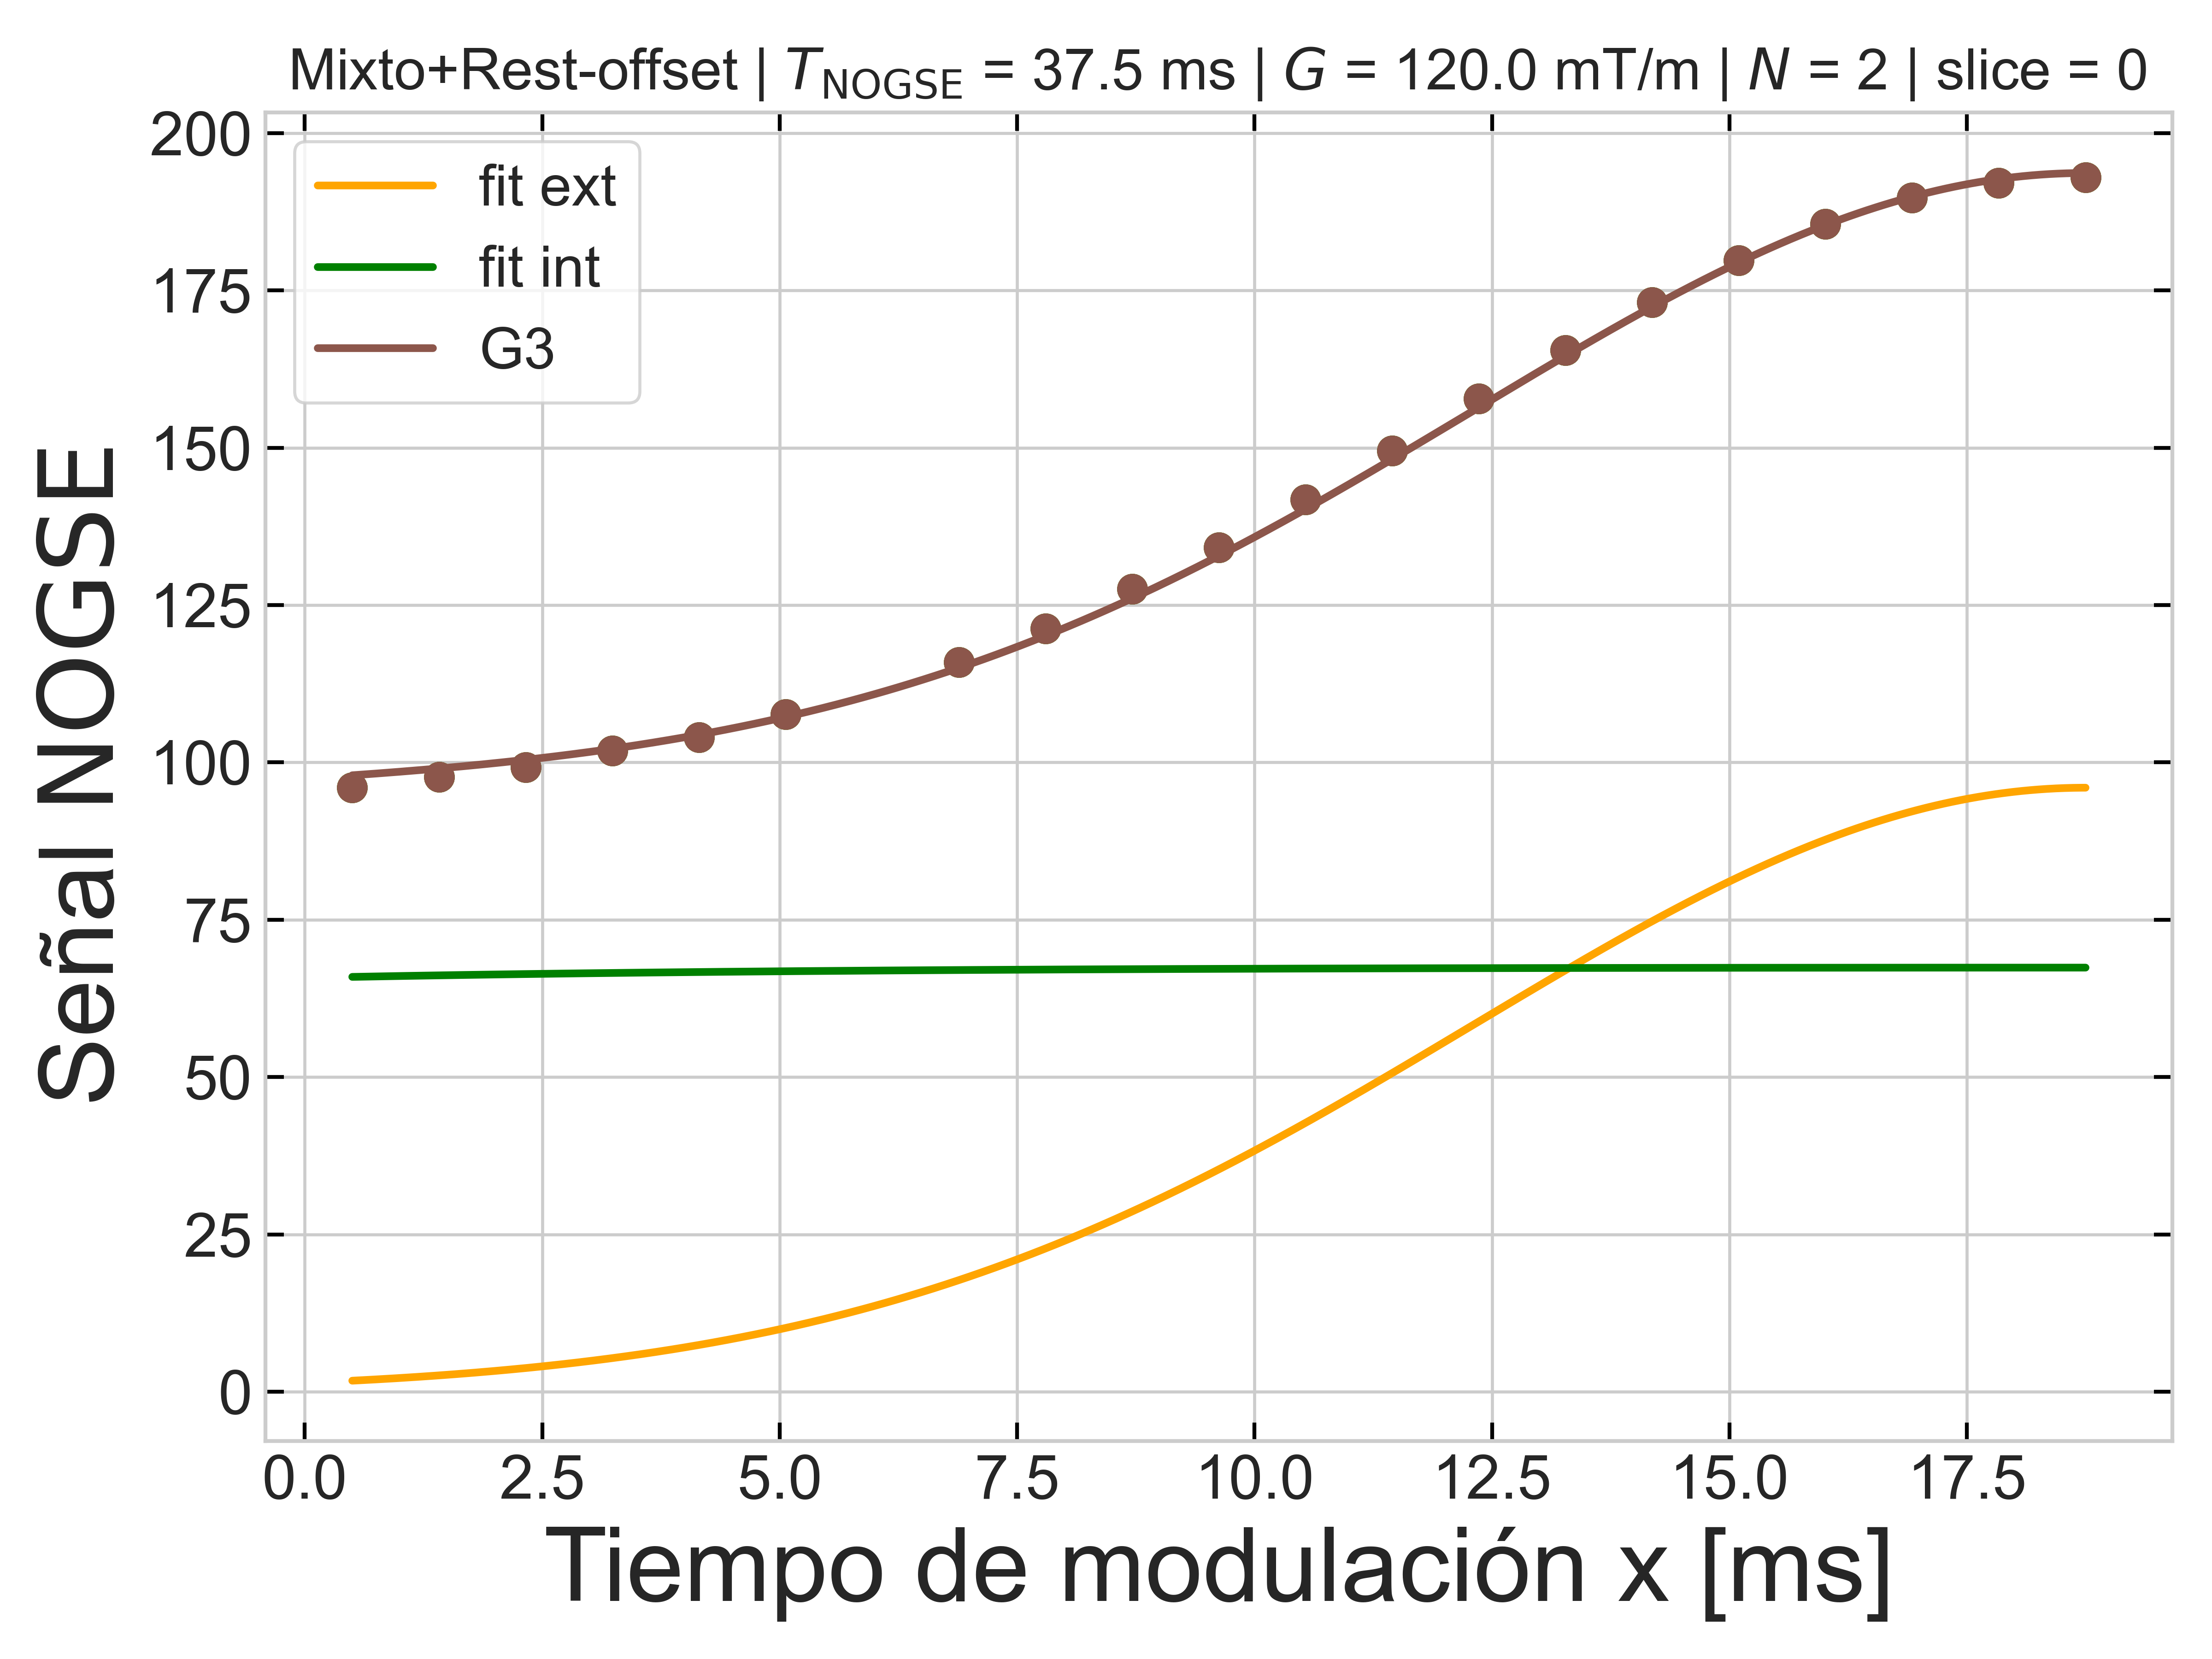 Mixto+Rest-offset | T_NOGSE = 37.5 ms | G = 120.0 mT/m | N = 2 | slice = 0
Señal NOGSE
200
175
150
125
100
75
50
25
0
fit ext
fit int
G3
0.0 2.5 5.0 7.5 10.0 12.5 15.0 17.5
Tiempo de modulación x [ms]